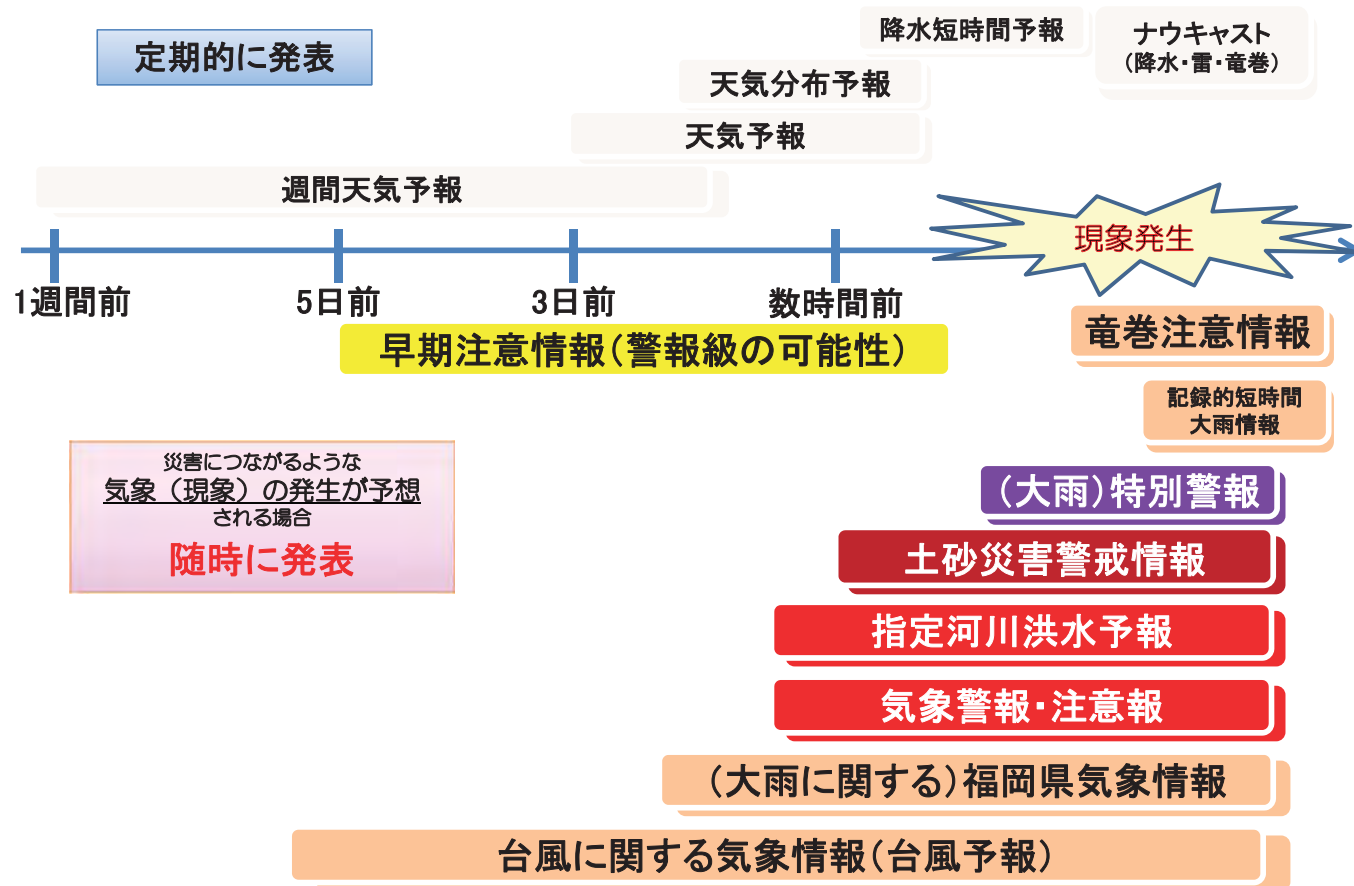 定期的に発表
降水短時間予報
ナウキャスト
(降水・雷・竜巻)
天気分布予報
天気予報
週間天気予報
現象発生
1週間前
5日前
3日前
数時間前
早期注意情報(警報級の可能性)
竜巻注意情報
記録的短時間
大雨情報
災害につながるような
気象(現象)の発生が予想
される場合
随時に発表
(大雨)特別警報
土砂災害警戒情報
指定河川洪水予報
気象警報・注意報
(大雨に関する)福岡県気象情報
台風に関する気象情報(台風予報)